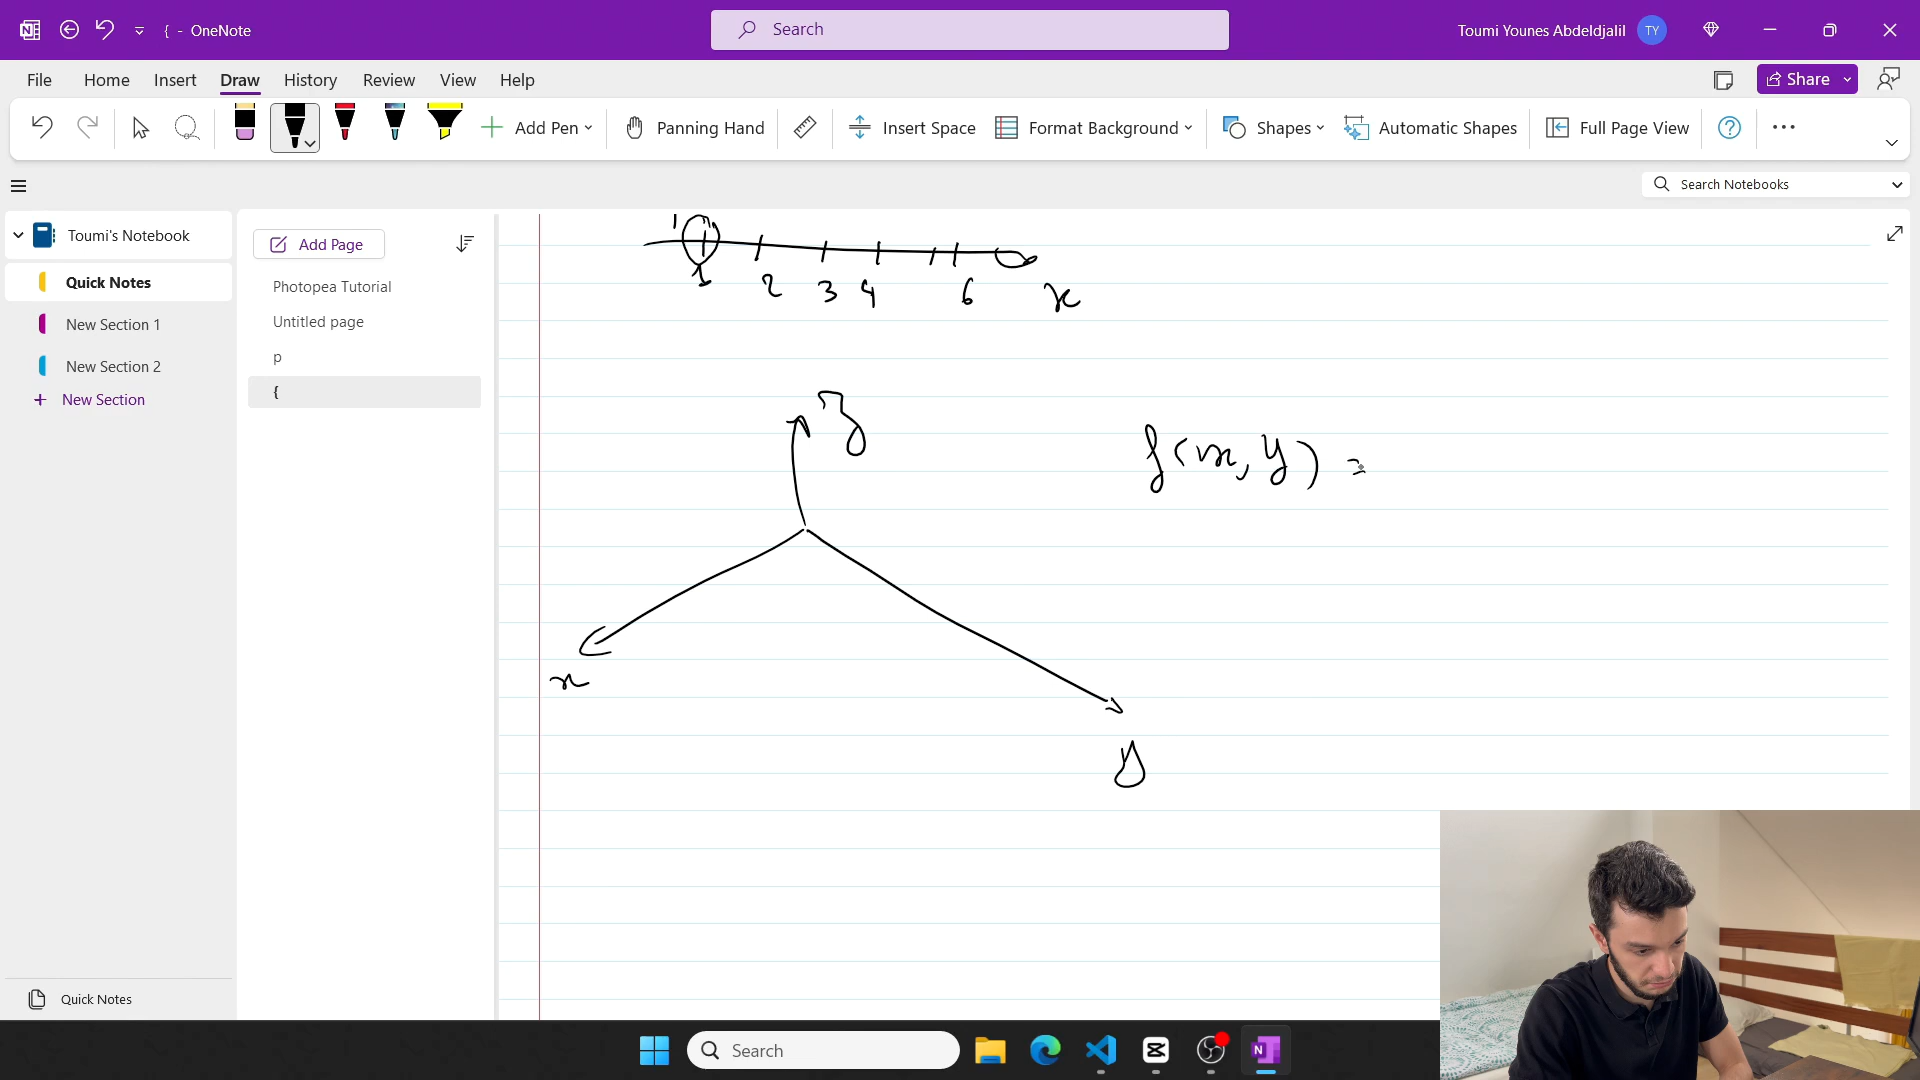 { - OneNote
Search
Toumi Younes Abdeldjalil
TY
File Home Insert Draw History Review View Help
Share
Add Pen
Panning Hand
Insert Space
Format Background
Shapes
Automatic Shapes
Full Page View
Search Notebooks
Toumi's Notebook
Quick Notes
New Section 1
New Section 2
+ New Section
Add Page
Photopea Tutorial
Untitled page
p
{
1 2 3 4 6 x
z
x
y
f(x, y) =
Quick Notes
Search